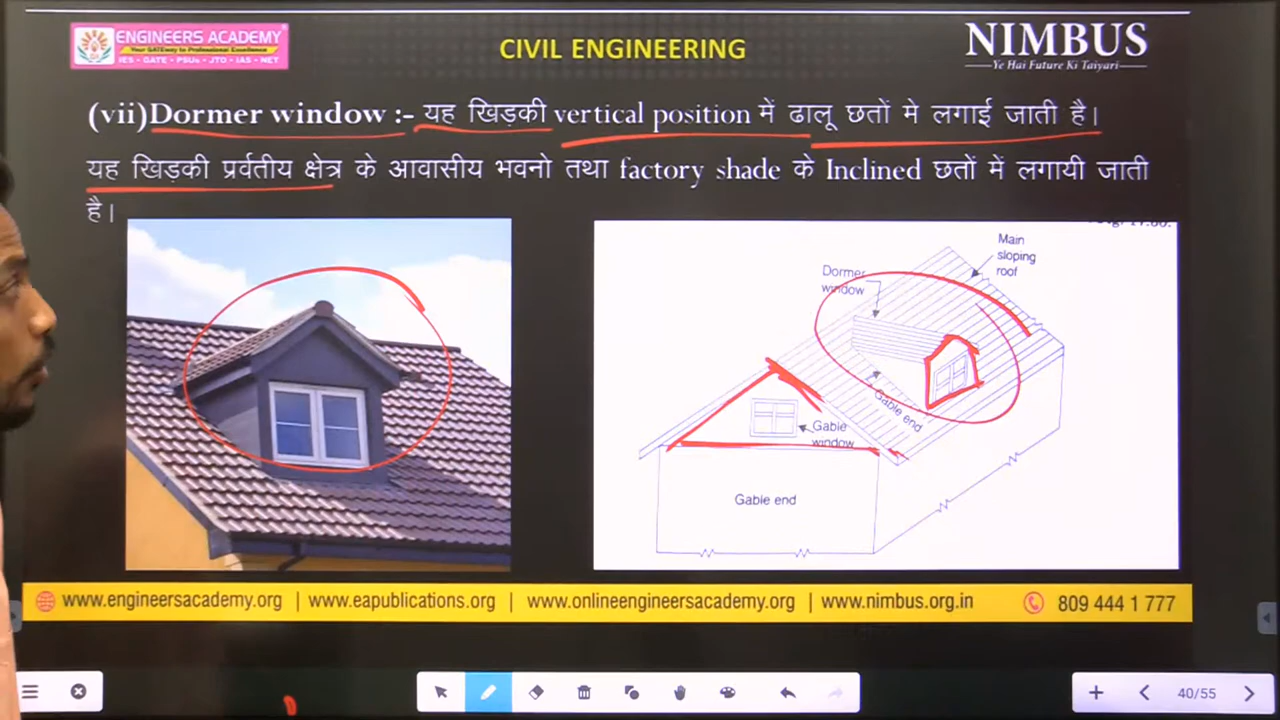 ENGINEERS ACADEMY
Your GATEway to Professional Excellence
IES • GATE • PSUs • JTO • IAS • NET
CIVIL ENGINEERING
NIMBUS
Ye Hai Future Ki Taiyari
(vii)Dormer window :- यह खिड़की vertical position में ढालू छतों मे लगाई जाती है।
यह खिड़की प्रर्वतीय क्षेत्र के आवासीय भवनो तथा factory shade के Inclined छतों में लगायी जाती
है।
Main
sloping
roof
Dormer
window
Gable end
Gable
window
Gable end
www.engineersacademy.org | www.eapublications.org | www.onlineengineersacademy.org | www.nimbus.org.in 809 444 1 777
40/55